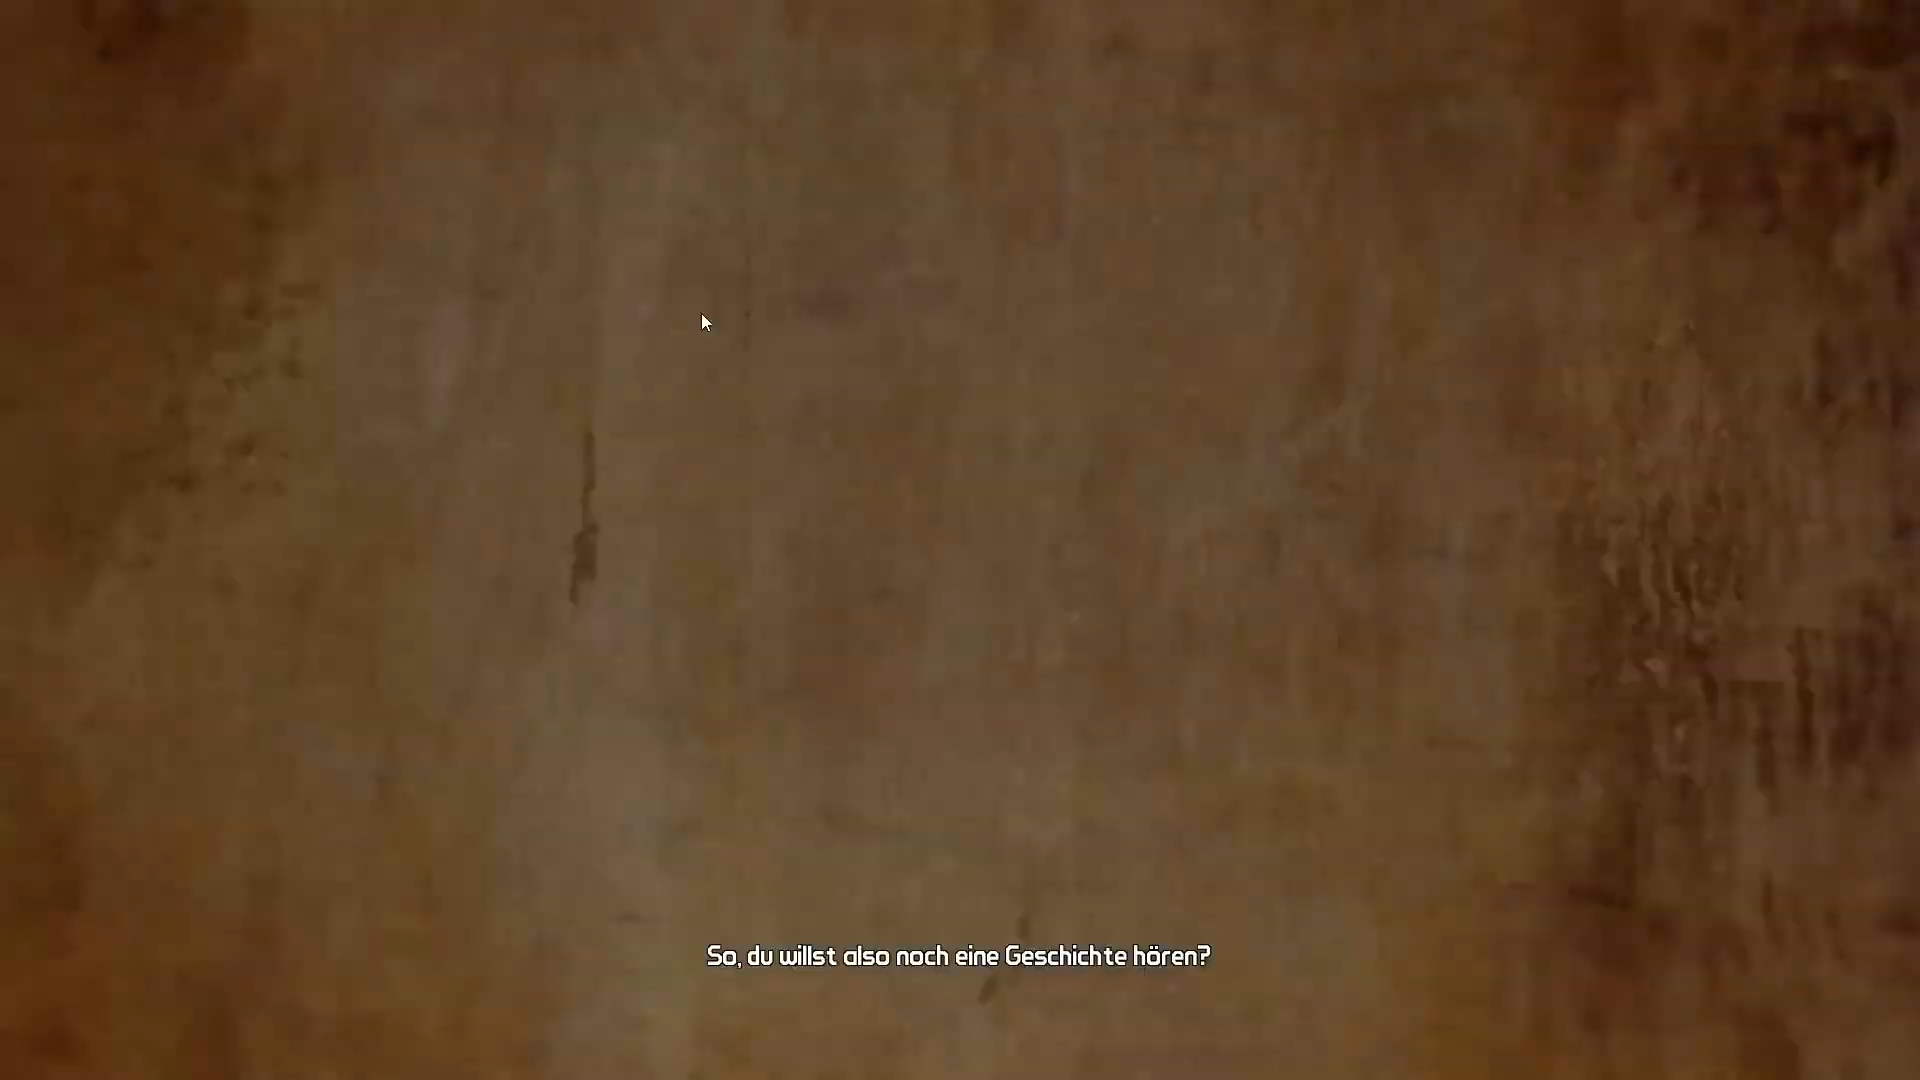 So, du willst also noch eine Geschichte hören?